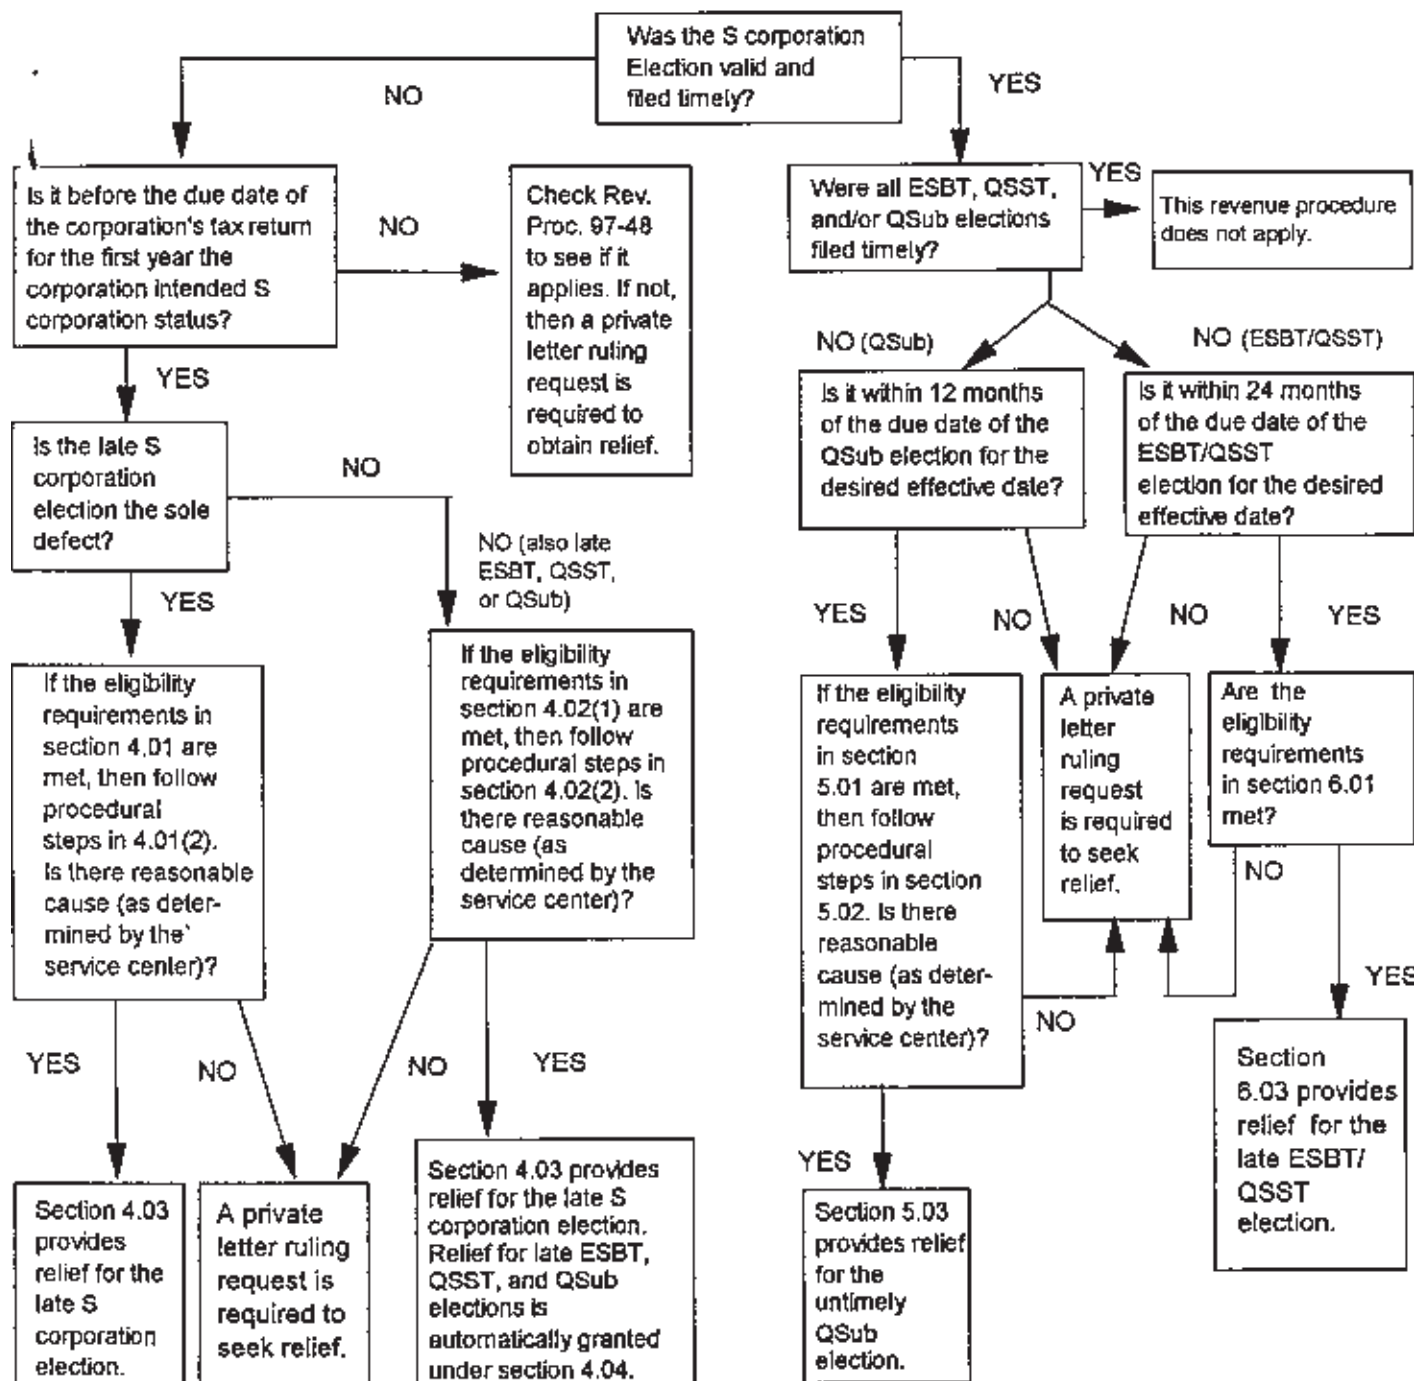 Was the S corporation
Election valid and
filed timely?
NO
YES
Is it before the due date of
the corporation's tax return
for the first year the
corporation intended S
corporation status?
NO
Check Rev.
Proc. 97-48
to see if it
applies. If not,
then a private
letter ruling
request is
required to
obtain relief.
Were all ESBT, QSST,
and/or QSub elections
filed timely?
YES
This revenue procedure
does not apply.
YES
NO (QSub)
NO (ESBT/QSST)
Is the late S
corporation
election the sole
defect?
NO
NO (also late
ESBT, QSST,
or QSub)
Is it within 12 months
of the due date of the
QSub election for the
desired effective date?
Is it within 24 months
of the due date of the
ESBT/QSST
election for the desired
effective date?
YES
YES
NO
NO
YES
If the eligibility
requirements in
section 4.01 are
met, then follow
procedural
steps in 4.01(2).
Is there reasonable
cause (as deter-
mined by the
service center)?
If the eligibility
requirements in
section 4.02(1) are
met, then follow
procedural steps in
section 4.02(2). Is
there reasonable
cause (as
determined by the
service center)?
If the eligibility
requirements
in section
5.01 are met,
then follow
procedural
steps in section
5.02. Is there
reasonable
cause (as deter-
mined by the
service center)?
A private
letter
ruling
request
is required
to seek
relief.
Are the
eligibility
requirements
in section 6.01
met?
NO
YES
NO
YES
NO
NO
YES
Section 4.03
provides
relief for the
late S
corporation
election.
A private
letter ruling
request is
required to
seek relief.
Section 4.03 provides
relief for the late S
corporation election.
Relief for late ESBT,
QSST, and QSub
elections is
automatically granted
under section 4.04.
YES
Section 5.03
provides relief
for the
untimely
QSub
election.
Section
6.03 provides
relief for the
late ESBT/
QSST
election.